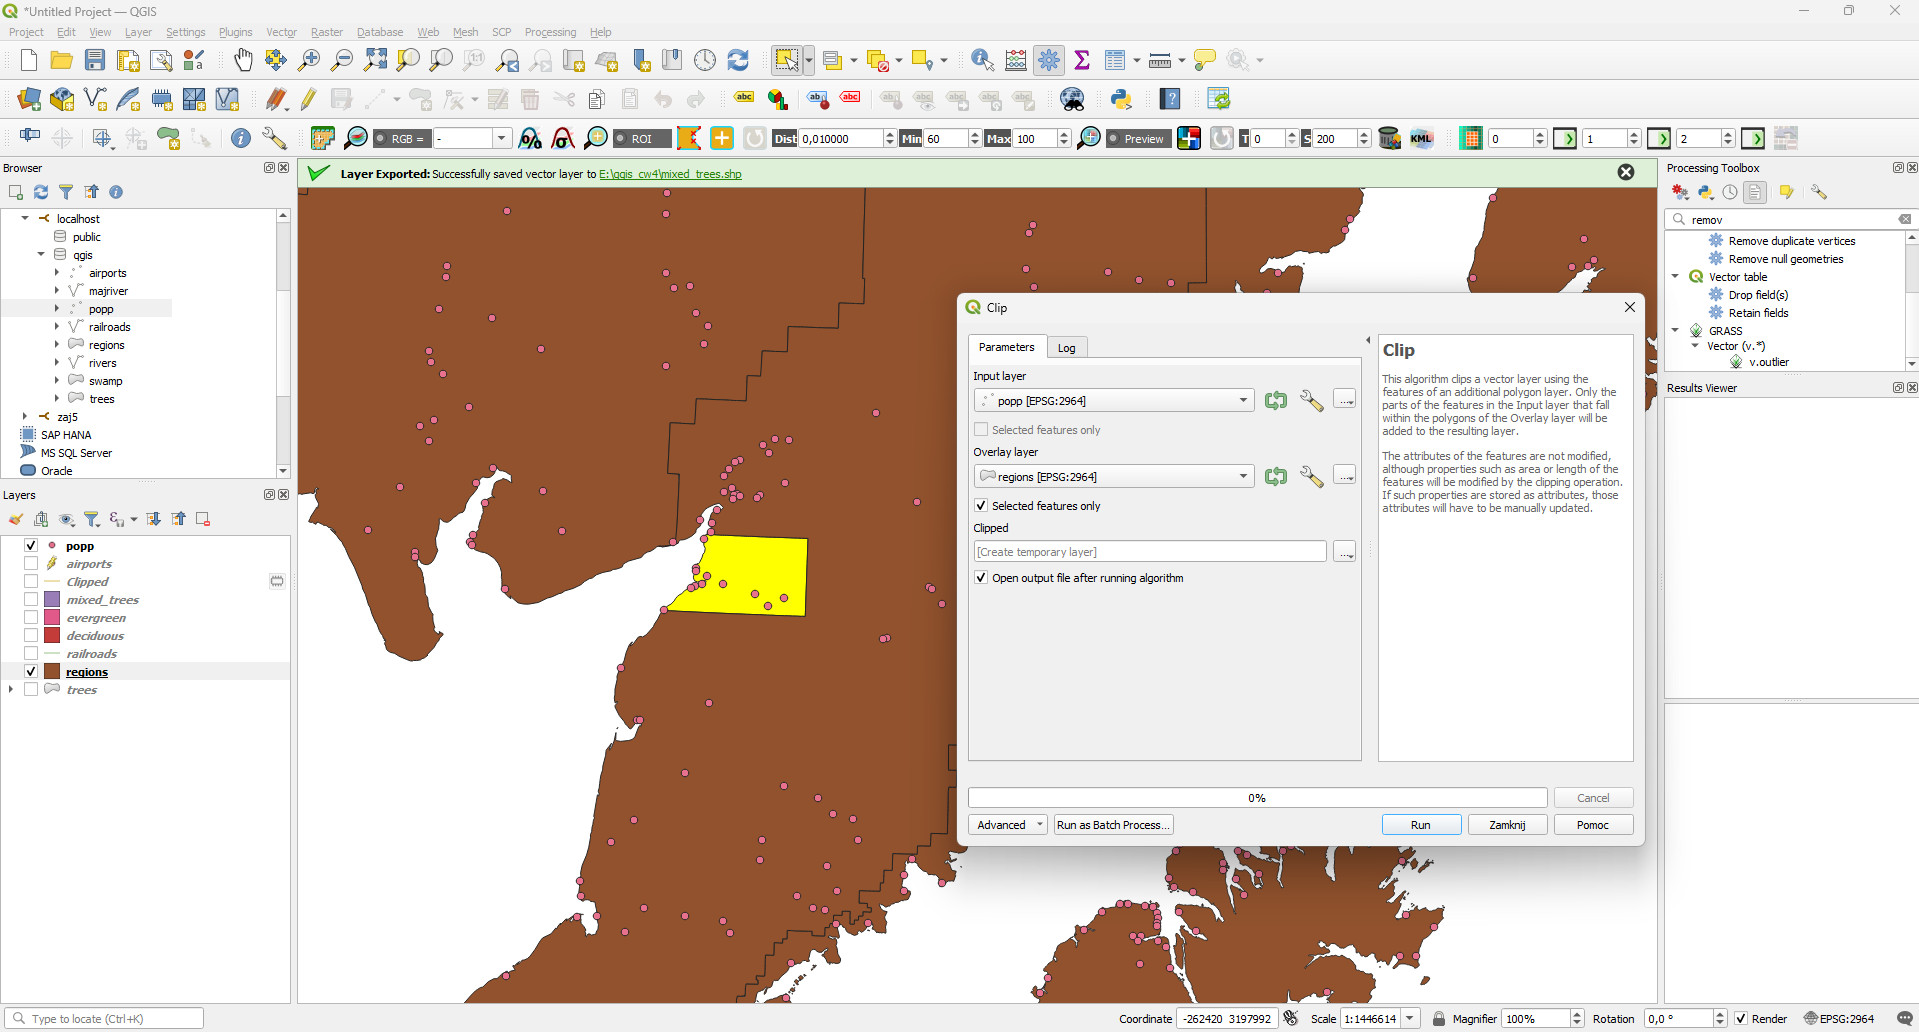 *Untitled Project — QGIS
Project Edit View Layer Settings Plugins Vector Raster Database Web Mesh SCP Processing Help
RGB = - ROI Dist 0,010000 Min 60 Max 100 Preview T 0 S 200 KML 0 1 2
Browser
localhost
public
qgis
airports
majriver
popp
railroads
regions
rivers
swamp
trees
zaj5
SAP HANA
MS SQL Server
Oracle
Layers
popp
airports
Clipped
mixed_trees
evergreen
deciduous
railroads
regions
trees
Layer Exported: Successfully saved vector layer to E:\qgis_cw4\mixed_trees.shp
Clip
Parameters Log
Input layer
popp [EPSG:2964]
Selected features only
Overlay layer
regions [EPSG:2964]
Selected features only
Clipped
[Create temporary layer]
Open output file after running algorithm
Clip
This algorithm clips a vector layer using the
features of an additional polygon layer. Only the
parts of the features in the Input layer that fall
within the polygons of the Overlay layer will be
added to the resulting layer.
The attributes of the features are not modified,
although properties such as area or length of the
features will be modified by the clipping operation.
If such properties are stored as attributes, those
attributes will have to be manually updated.
0% Cancel
Advanced Run as Batch Process... Run Zamknij Pomoc
Processing Toolbox
remov
Remove duplicate vertices
Remove null geometries
Vector table
Drop field(s)
Retain fields
GRASS
Vector (v.*)
v.outlier
Results Viewer
Type to locate (Ctrl+K) Coordinate -262420 3197992 Scale 1:1446614 Magnifier 100% Rotation 0,0 ° Render EPSG:2964